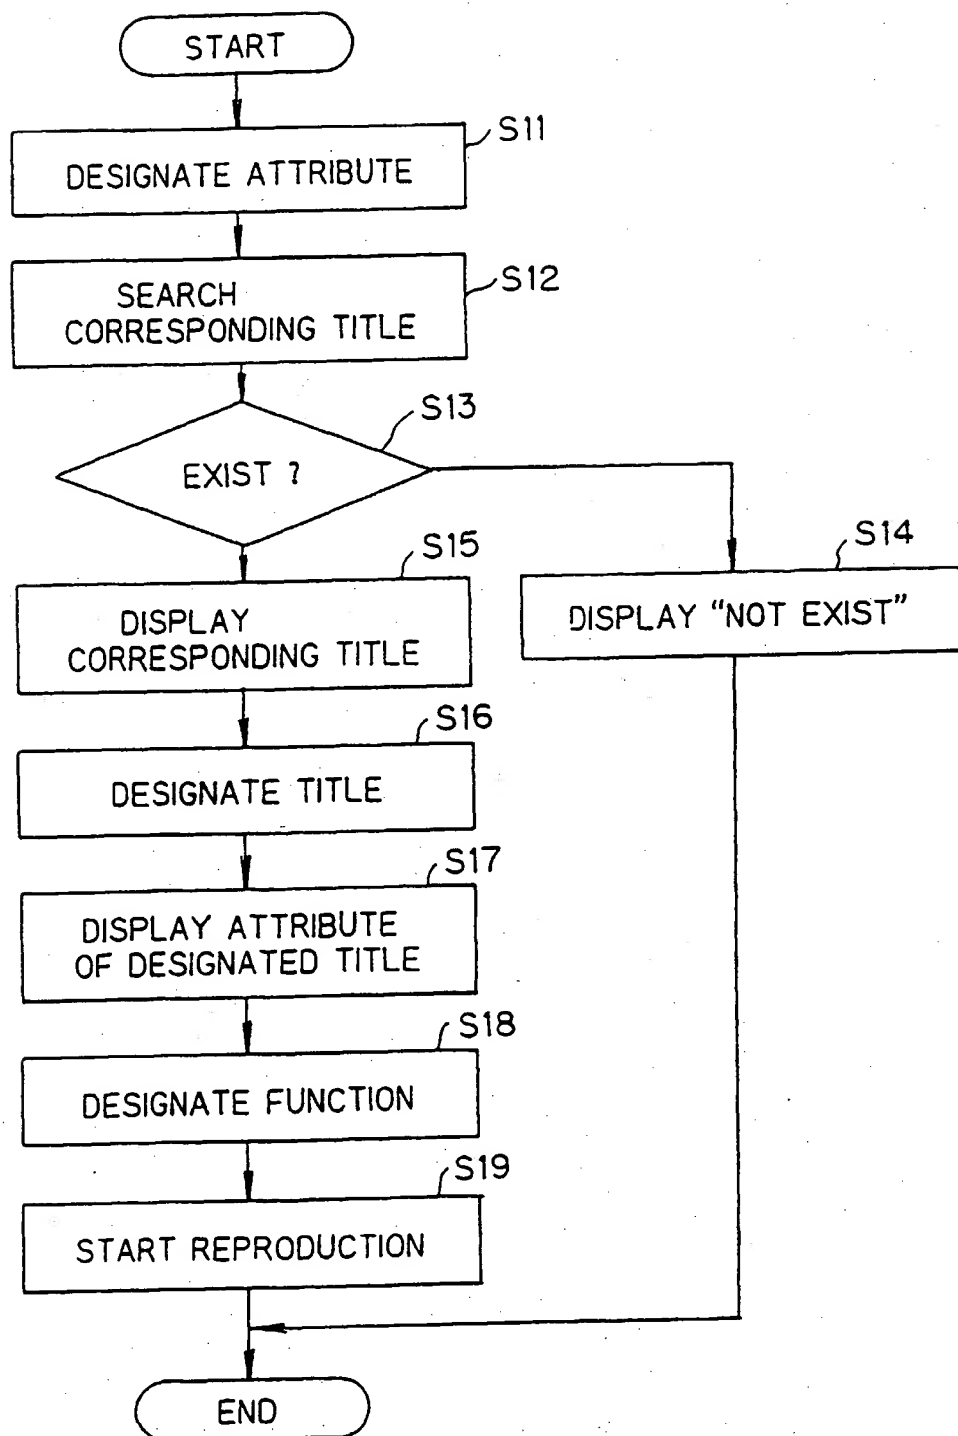 START
S11
DESIGNATE ATTRIBUTE
S12
SEARCH
CORRESPONDING TITLE
S13
EXIST ?
S15
DISPLAY
CORRESPONDING TITLE
S14
DISPLAY “NOT EXIST”
S16
DESIGNATE TITLE
S17
DISPLAY ATTRIBUTE
OF DESIGNATED TITLE
S18
DESIGNATE FUNCTION
S19
START REPRODUCTION
END